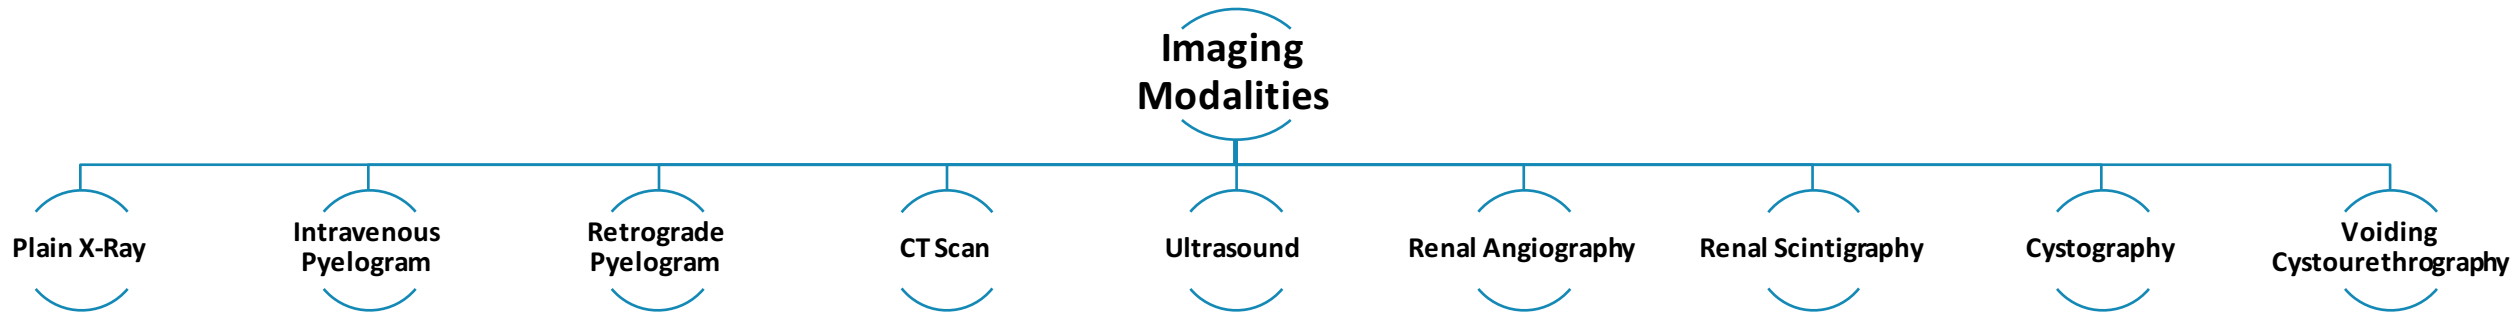 Imaging
Modalities
Plain X-Ray
Intravenous
Pyelogram
Retrograde
Pyelogram
CT Scan
Ultrasound
Renal Angiography
Renal Scintigraphy
Cystography
Voiding
Cystourethrography